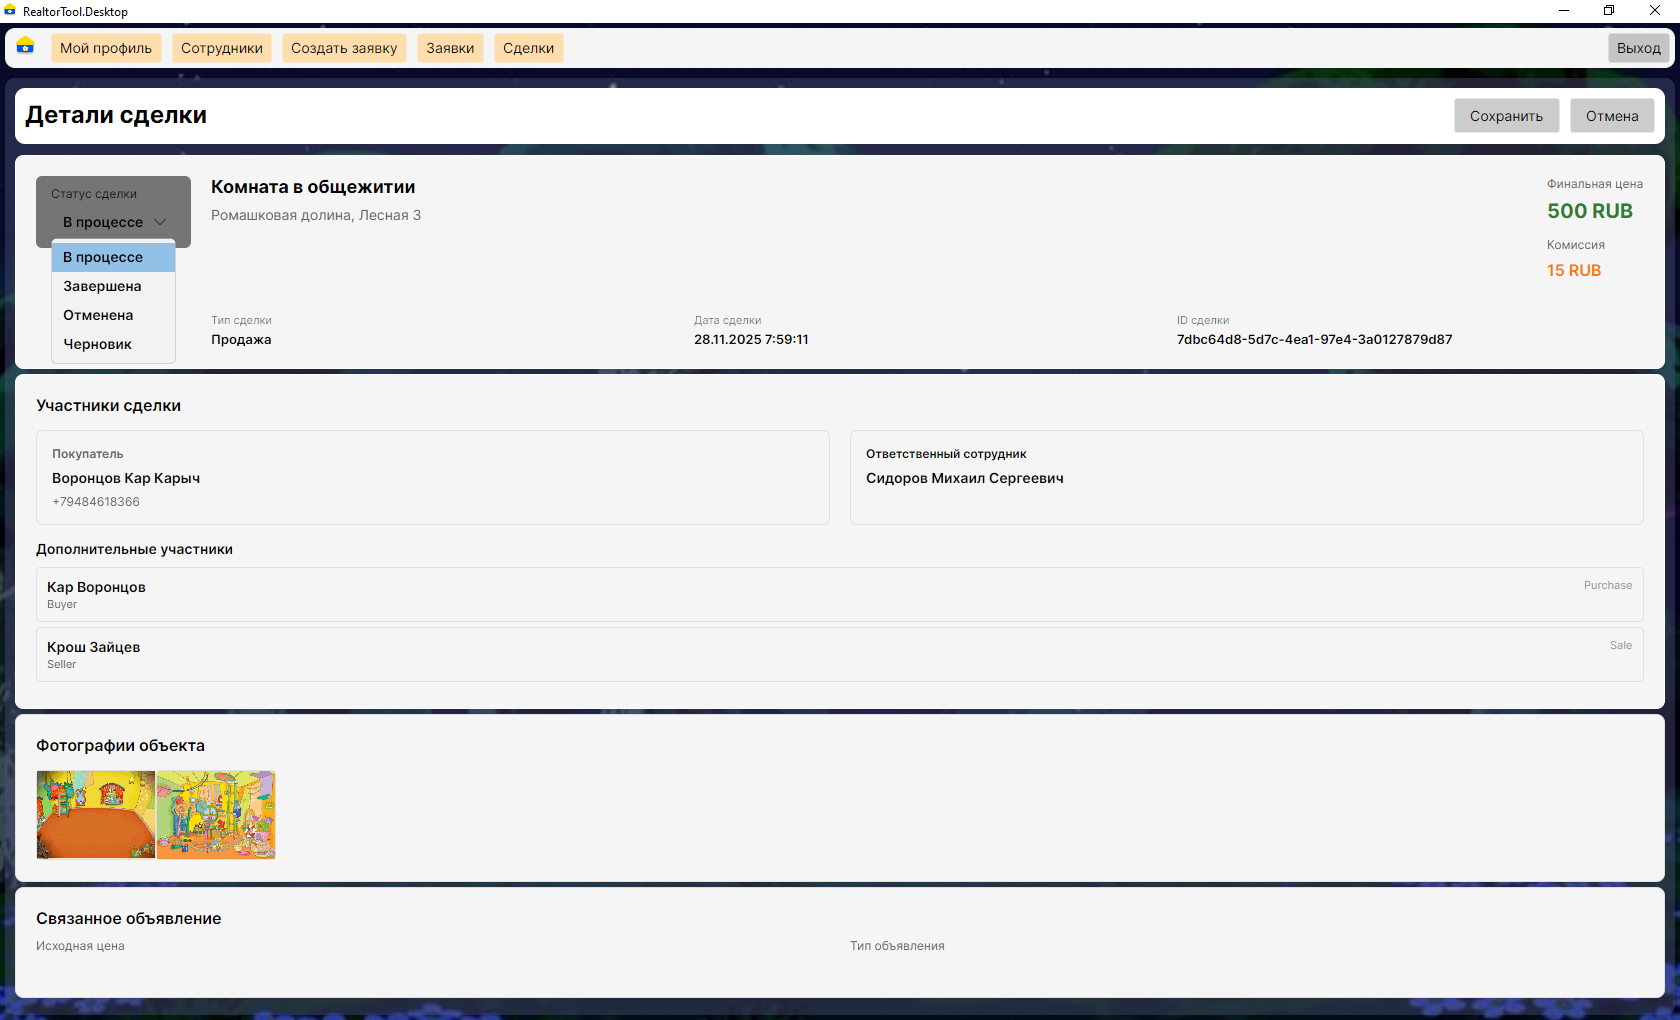 RealtorTool.Desktop
Мой профиль
Сотрудники
Создать заявку
Заявки
Сделки
Выход
Детали сделки
Сохранить
Отмена
Статус сделки
В процессе
В процессе
Завершена
Отменена
Черновик
Комната в общежитии
Ромашковая долина, Лесная 3
Финальная цена
500 RUB
Комиссия
15 RUB
Тип сделки
Продажа
Дата сделки
28.11.2025 7:59:11
ID сделки
7dbc64d8-5d7c-4ea1-97e4-3a0127879d87
Участники сделки
Покупатель
Воронцов Кар Карыч
+79484618366
Ответственный сотрудник
Сидоров Михаил Сергеевич
Дополнительные участники
Кар Воронцов
Buyer
Purchase
Крош Зайцев
Seller
Sale
Фотографии объекта
Связанное объявление
Исходная цена
Тип объявления